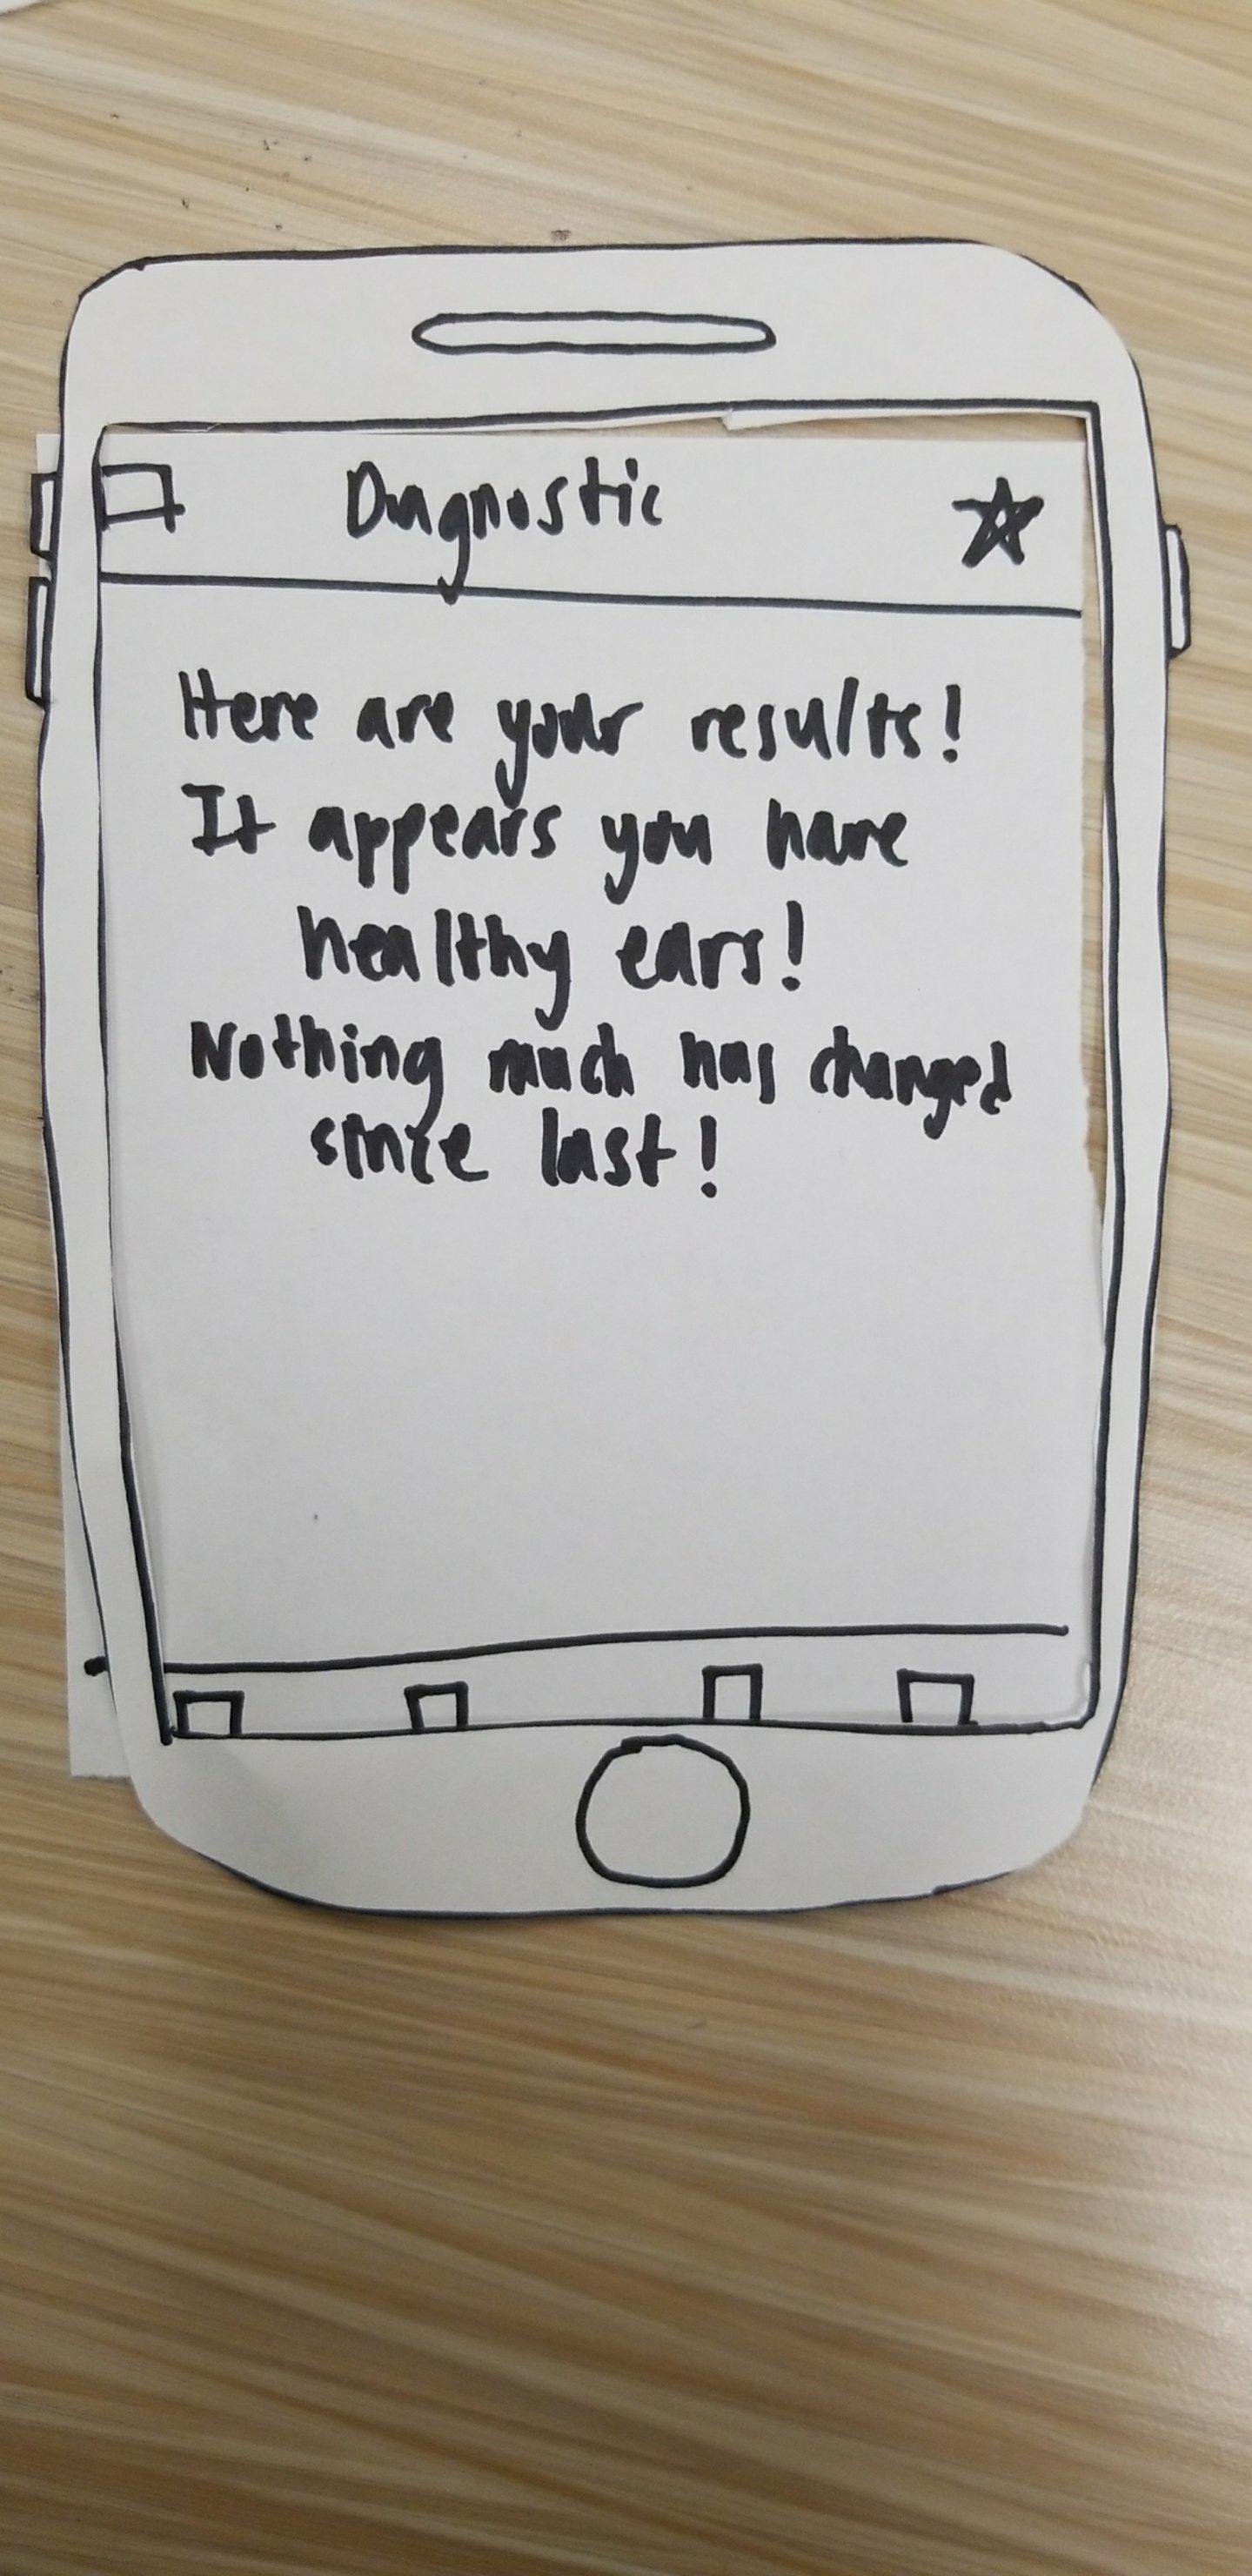 Diagnostic
Here are your results!
It appears you have
healthy ears!
Nothing much has changed
since last!